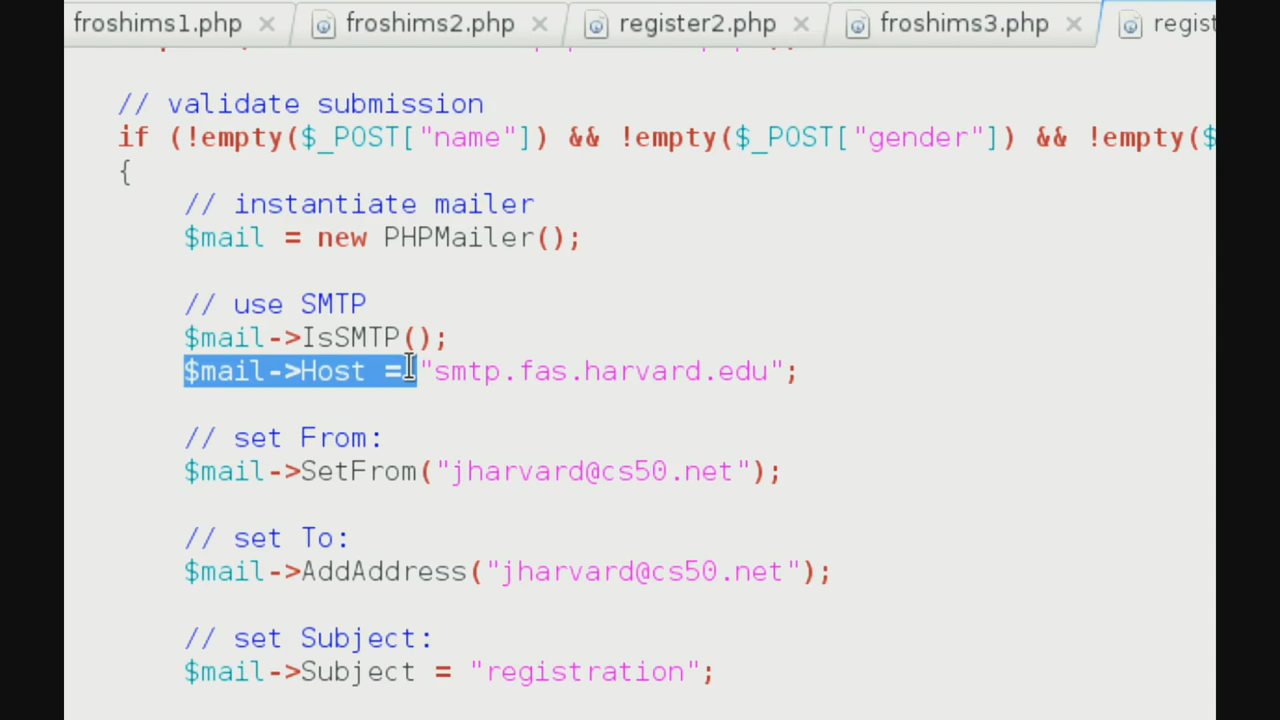 froshims1.php froshims2.php register2.php froshims3.php regist
// validate submission
if (!empty($_POST["name"]) && !empty($_POST["gender"]) && !empty($
{
// instantiate mailer
$mail = new PHPMailer();
// use SMTP
$mail->IsSMTP();
$mail->Host = "smtp.fas.harvard.edu";
// set From:
$mail->SetFrom("jharvard@cs50.net");
// set To:
$mail->AddAddress("jharvard@cs50.net");
// set Subject:
$mail->Subject = "registration";